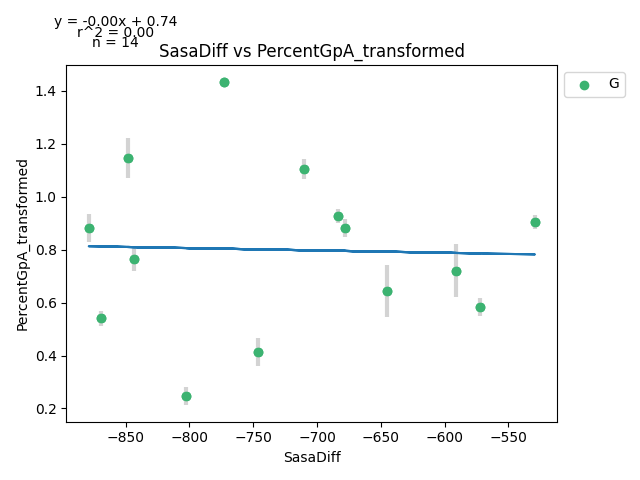 y = -0.00x + 0.74
r^2 = 0.00
n = 14
SasaDiff vs PercentGpA_transformed
G
PercentGpA_transformed
1.4
1.2
1.0
0.8
0.6
0.4
0.2
−850
−800
−750
−700
−650
−600
−550
SasaDiff